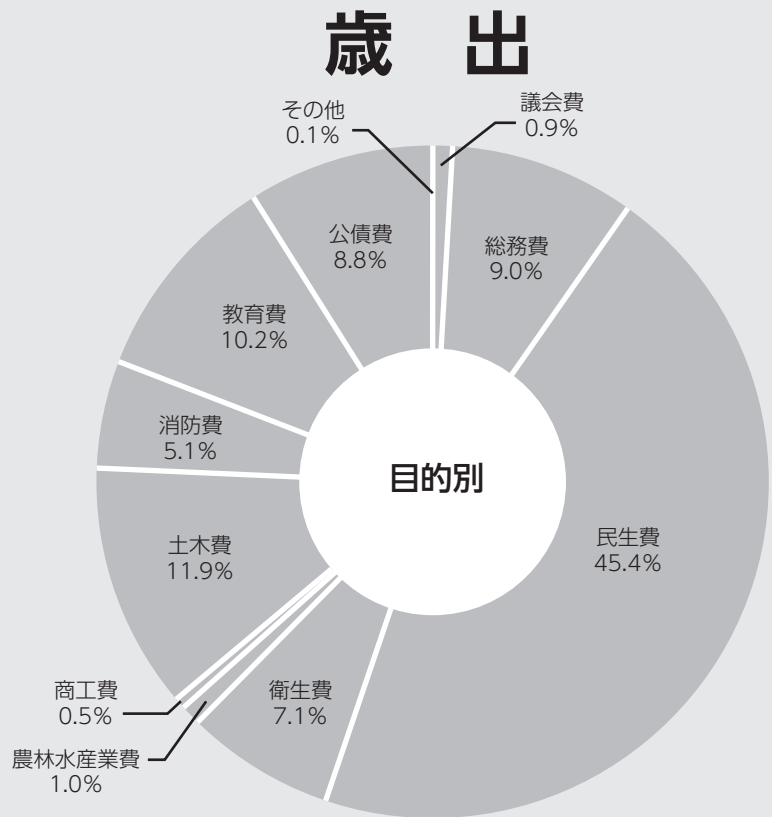 歳　出
議会費
0.9%
総務費
9.0%
民生費
45.4%
衛生費
7.1%
農林水産業費
1.0%
商工費
0.5%
土木費
11.9%
消防費
5.1%
教育費
10.2%
公債費
8.8%
その他
0.1%
目的別